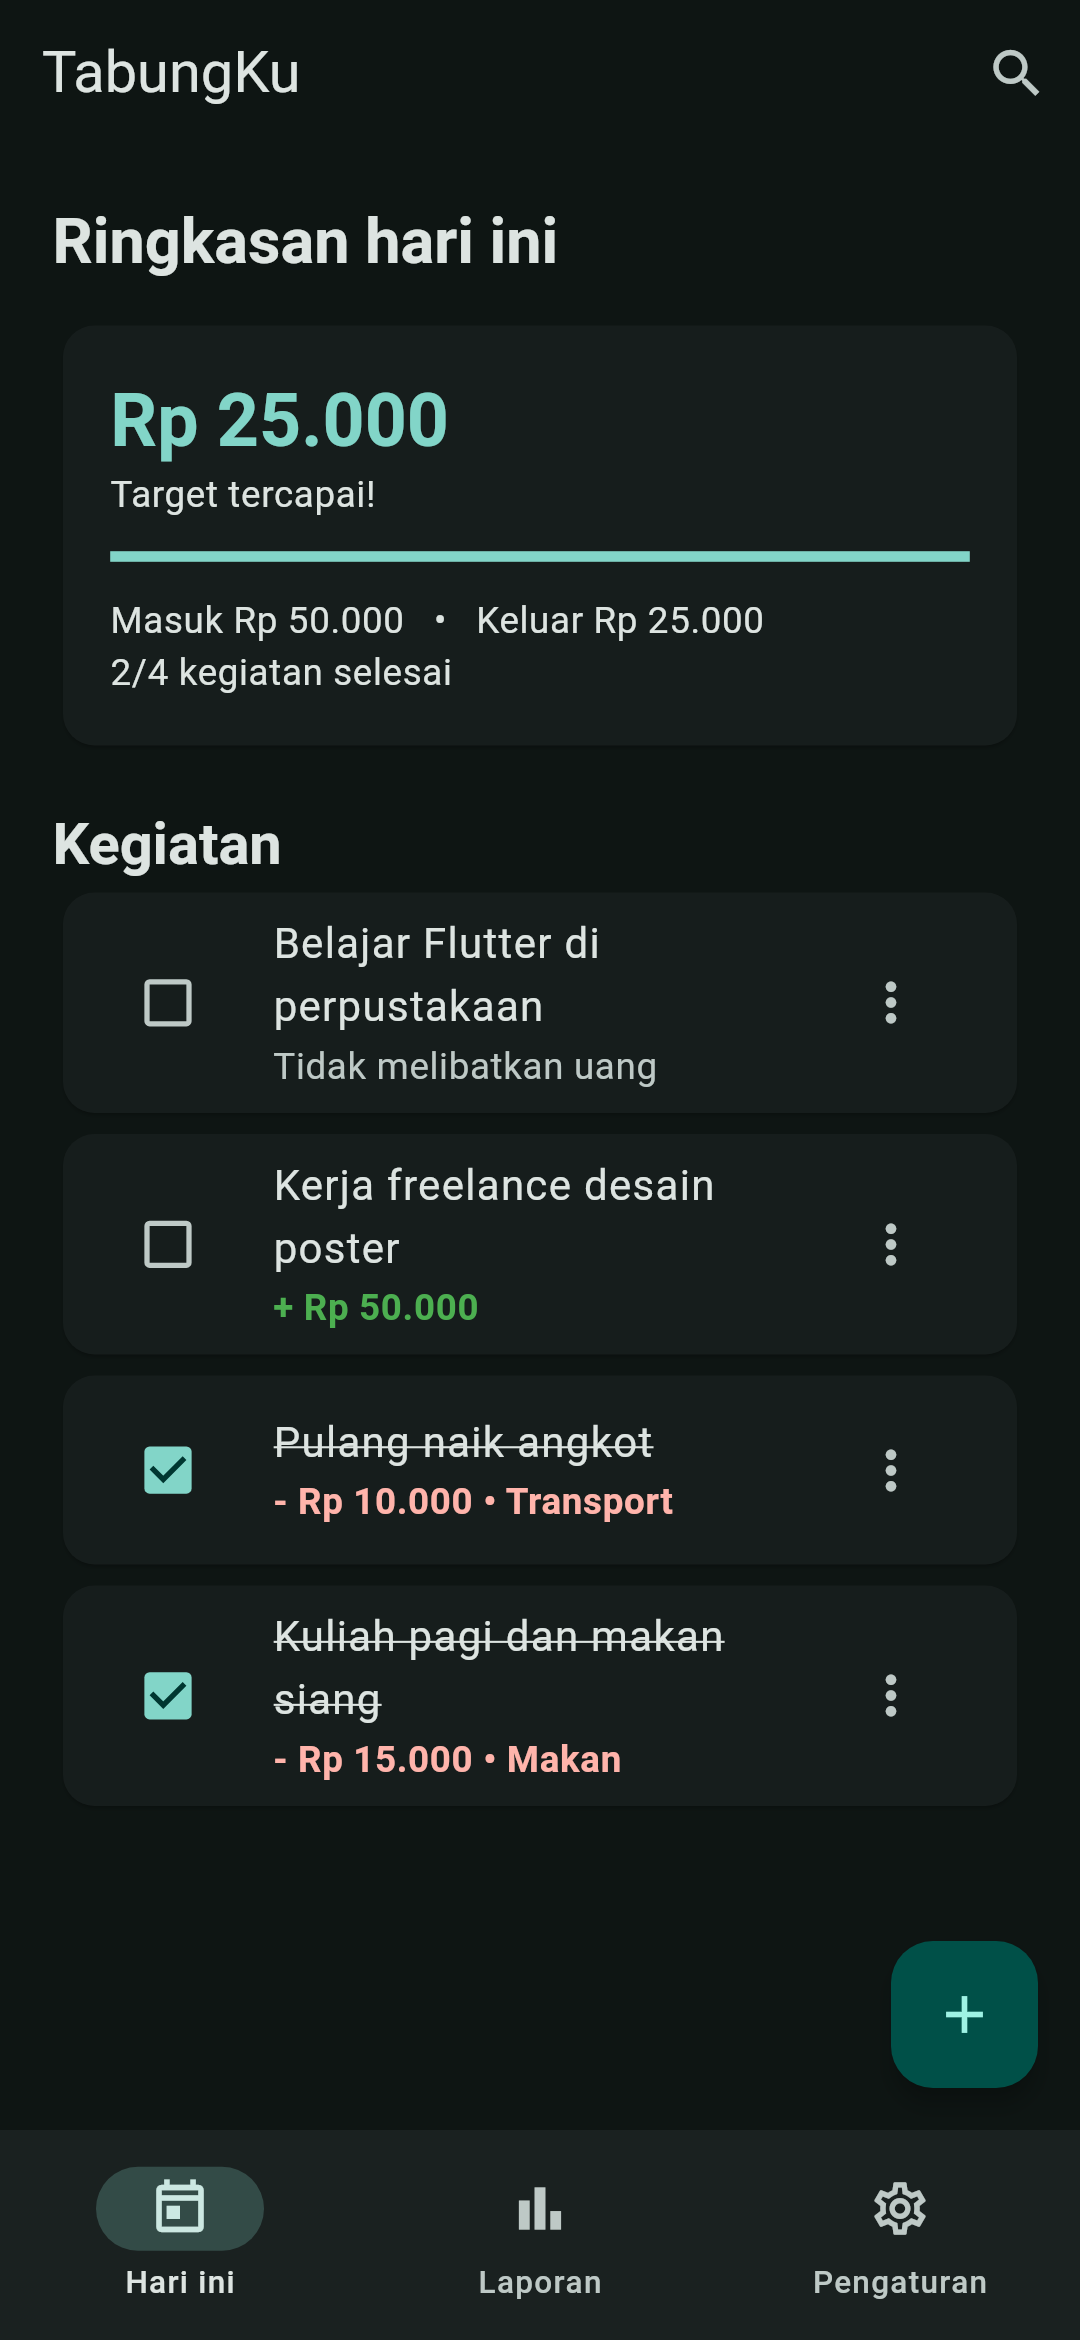 TabungKu
Ringkasan hari ini
Rp 25.000
Target tercapai!
Masuk Rp 50.000 • Keluar Rp 25.000
2/4 kegiatan selesai
Kegiatan
Belajar Flutter di
perpustakaan
Tidak melibatkan uang
Kerja freelance desain
poster
+ Rp 50.000
Pulang naik angkot
- Rp 10.000 • Transport
Kuliah pagi dan makan
siang
- Rp 15.000 • Makan
Hari ini
Laporan
Pengaturan